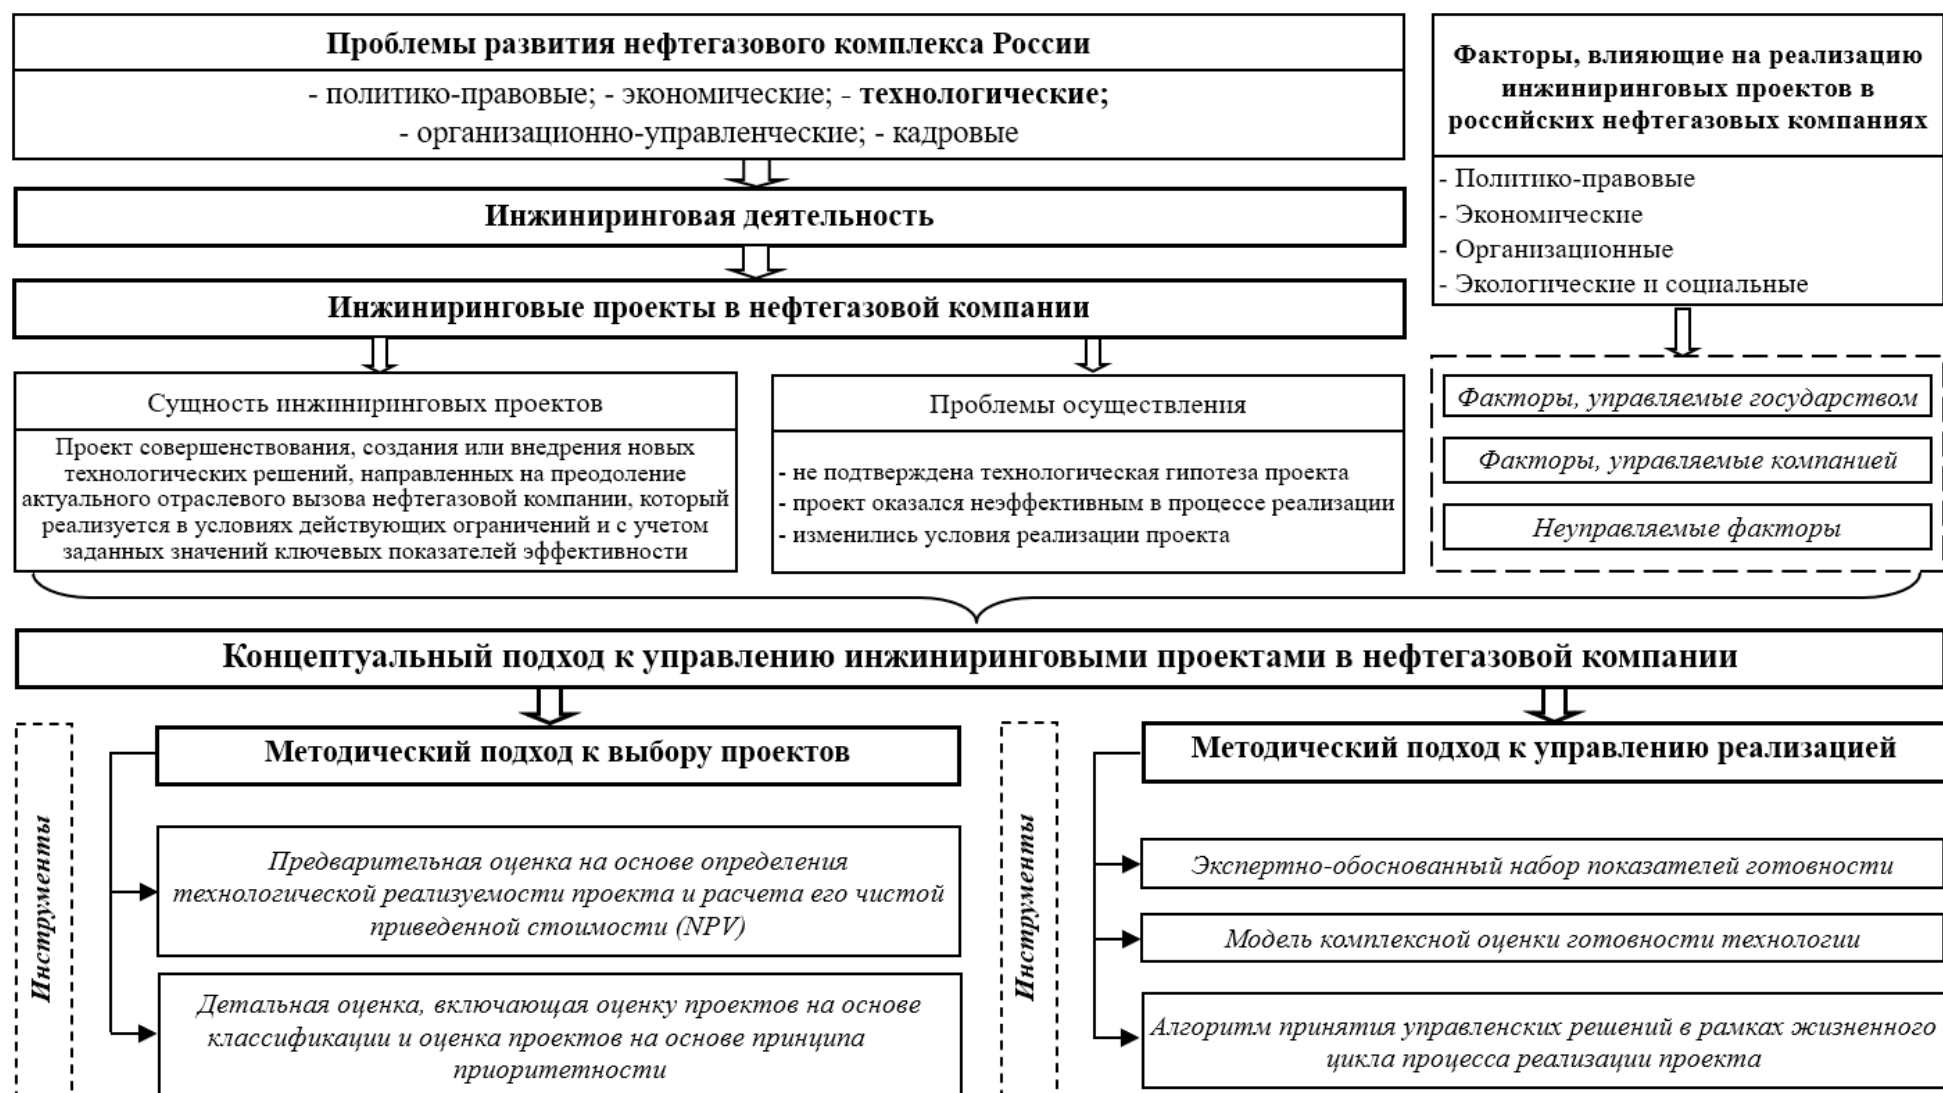 Проблемы развития нефтегазового комплекса России
- политико-правовые; - экономические; - технологические;
- организационно-управленческие; - кадровые
Инжиниринговая деятельность
Инжиниринговые проекты в нефтегазовой компании
Факторы, влияющие на реализацию
инжиниринговых проектов в
российских нефтегазовых компаниях
- Политико-правовые
- Экономические
- Организационные
- Экологические и социальные
Сущность инжиниринговых проектов
Проект совершенствования, создания или внедрения новых
технологических решений, направленных на преодоление
актуального отраслевого вызова нефтегазовой компании, который
реализуется в условиях действующих ограничений и с учетом
заданных значений ключевых показателей эффективности
Проблемы осуществления
- не подтверждена технологическая гипотеза проекта
- проект оказался неэффективным в процессе реализации
- изменились условия реализации проекта
Факторы, управляемые государством
Факторы, управляемые компанией
Неуправляемые факторы
Концептуальный подход к управлению инжиниринговыми проектами в нефтегазовой компании
Инструменты
Методический подход к выбору проектов
Предварительная оценка на основе определения
технологической реализуемости проекта и расчета его чистой
приведенной стоимости (NPV)
Детальная оценка, включающая оценку проектов на основе
классификации и оценка проектов на основе принципа
приоритетности
Инструменты
Методический подход к управлению реализацией
Экспертно-обоснованный набор показателей готовности
Модель комплексной оценки готовности технологии
Алгоритм принятия управленских решений в рамках жизненного
цикла процесса реализации проекта